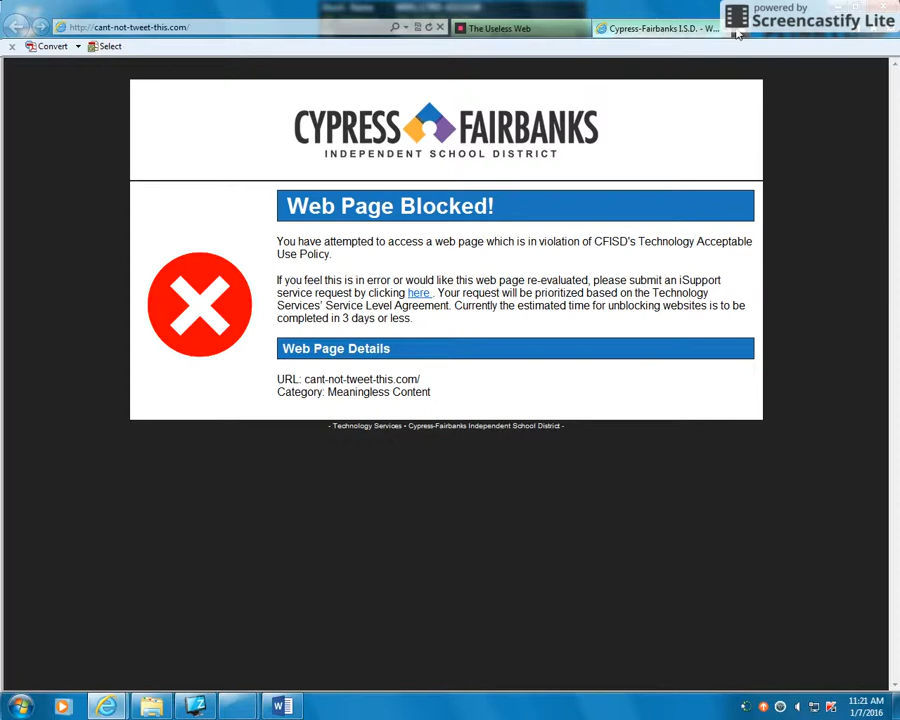 powered by
Screencastify Lite
http://cant-not-tweet-this.com/
The Useless Web
Cypress-Fairbanks I.S.D. - W...
x Convert Select
CYPRESS FAIRBANKS
INDEPENDENT SCHOOL DISTRICT
Web Page Blocked!
You have attempted to access a web page which is in violation of CFISD's Technology Acceptable
Use Policy.
If you feel this is in error or would like this web page re-evaluated, please submit an iSupport
service request by clicking here . Your request will be prioritized based on the Technology
Services' Service Level Agreement. Currently the estimated time for unblocking websites is to be
completed in 3 days or less.
Web Page Details
URL: cant-not-tweet-this.com/
Category: Meaningless Content
- Technology Services • Cypress-Fairbanks Independent School District -
11:21 AM
1/7/2016